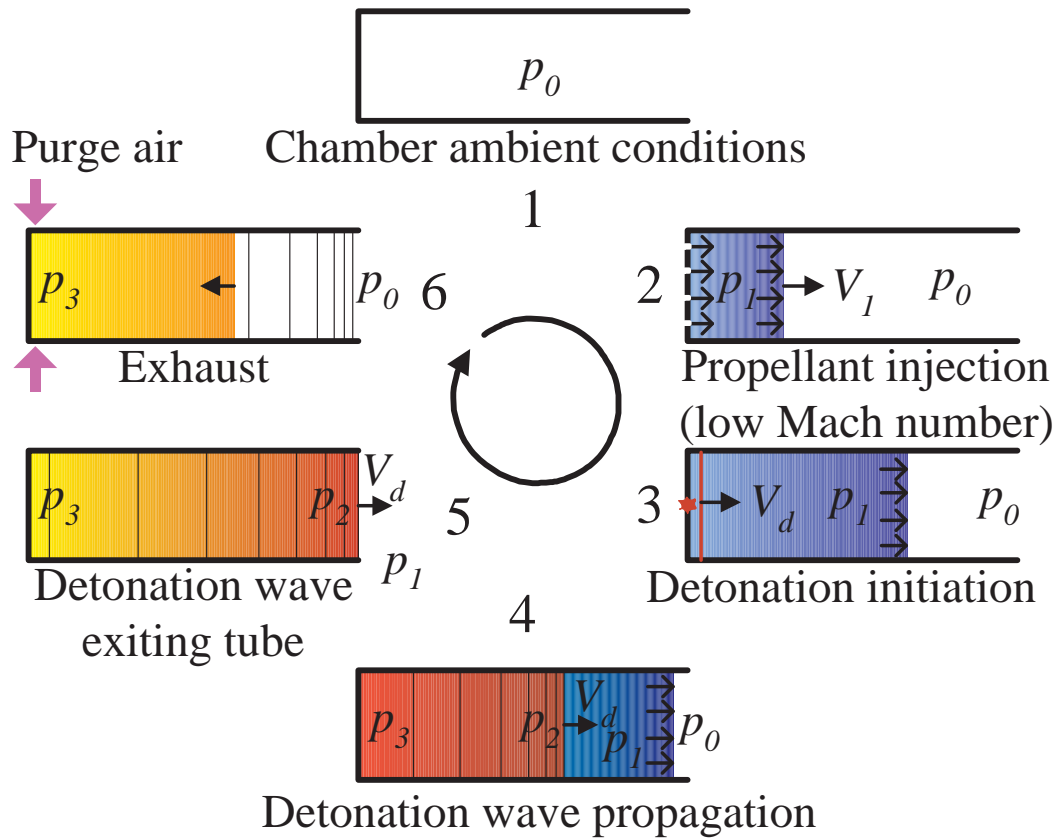 p0
Chamber ambient conditions
1
2
p1
V1
p0
Propellant injection
(low Mach number)
3
Vd
p1
p0
Detonation initiation
4
p3
p2
Vd
p1
p0
Detonation wave propagation
5
p3
p2
Vd
p1
Detonation wave
exiting tube
6
Purge air
p3
p0
Exhaust